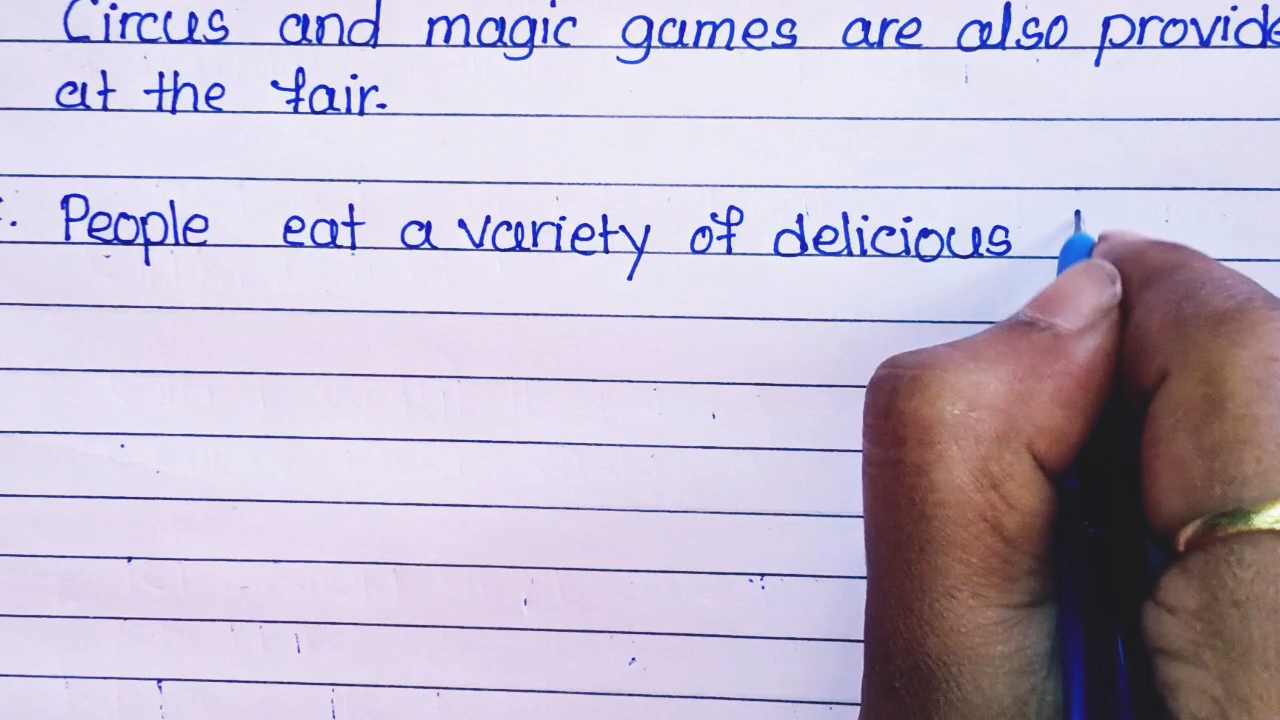 Circus and magic games are also provide
at the fair.
People eat a variety of delicious